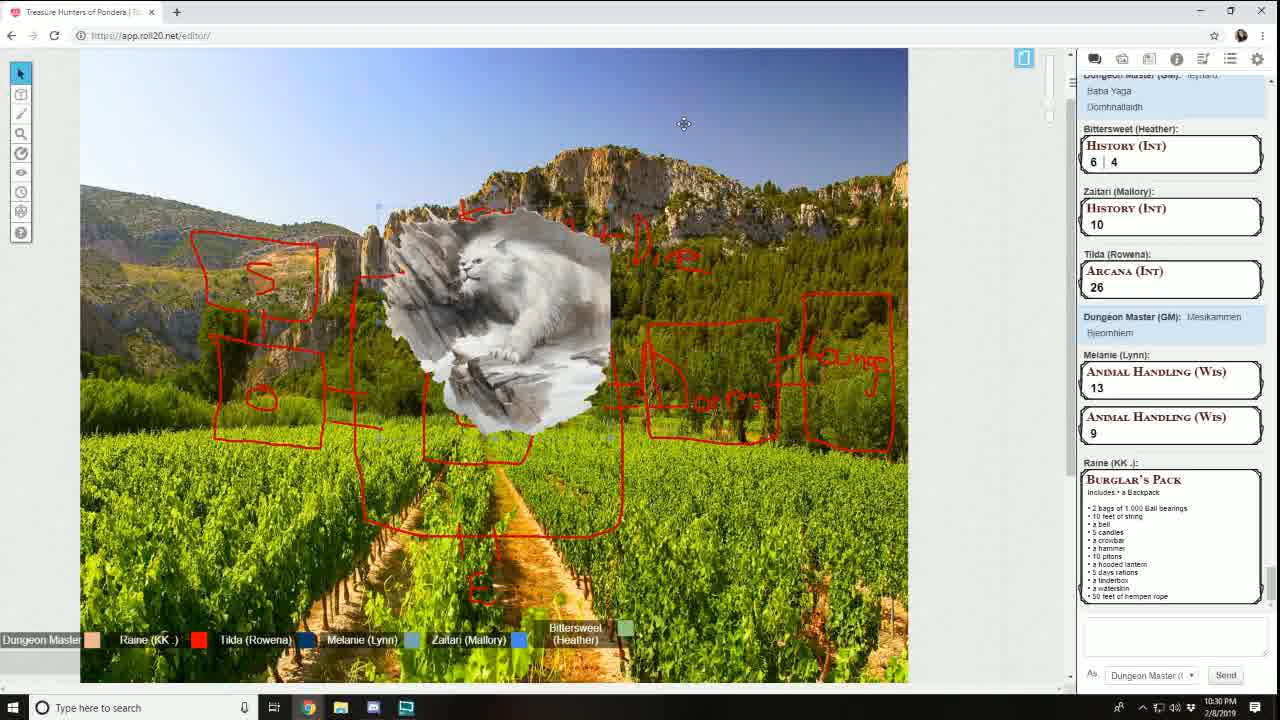 Treasure Hunters of Pondera | Ro
https://app.roll20.net/editor/
Baba Yaga
Domhnallaidh
Bittersweet (Heather):
HISTORY (INT)
6 | 4
Zaitari (Mallory):
HISTORY (INT)
10
Tilda (Rowena):
ARCANA (INT)
26
Dungeon Master (GM): Mesikammen
Bjeornhiem
Melanie (Lynn):
ANIMAL HANDLING (WIS)
13
ANIMAL HANDLING (WIS)
9
Raine (KK .):
BURGLAR'S PACK
Includes:• a Backpack
• 2 bags of 1,000 Ball bearings
• 10 feet of string
• a bell
• 5 candles
• a crowbar
• a hammer
• 10 pitons
• a hooded lantern
• 5 days rations
• a tinderbox
• a waterskin
• 50 feet of hempen rope
As:
Dungeon Master (
Send
S
O
Dire
Dorm
E
Dungeon Master
Raine (KK .)
Tilda (Rowena)
Melanie (Lynn)
Zaitari (Mallory)
Bittersweet
(Heather)
Type here to search
10:30 PM
2/8/2019